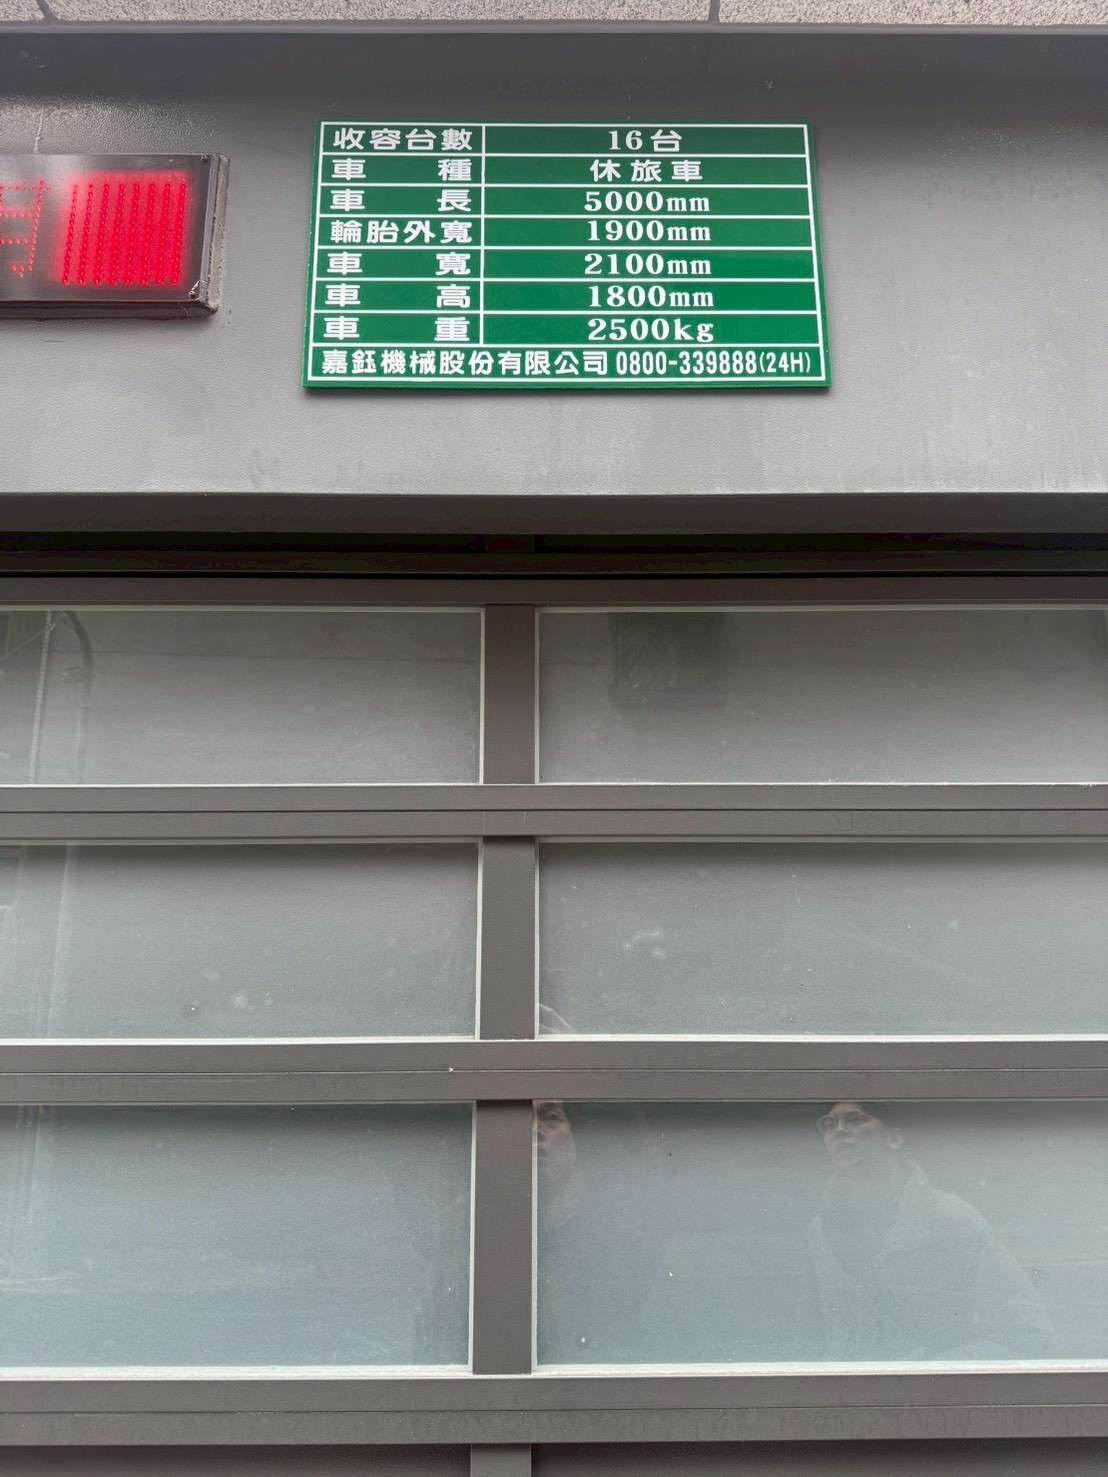 收容台數 16台
車種 休旅車
車長 5000mm
輪胎外寬 1900mm
車寬 2100mm
車高 1800mm
車重 2500kg
嘉鈺機械股份有限公司 0800-339888(24H)